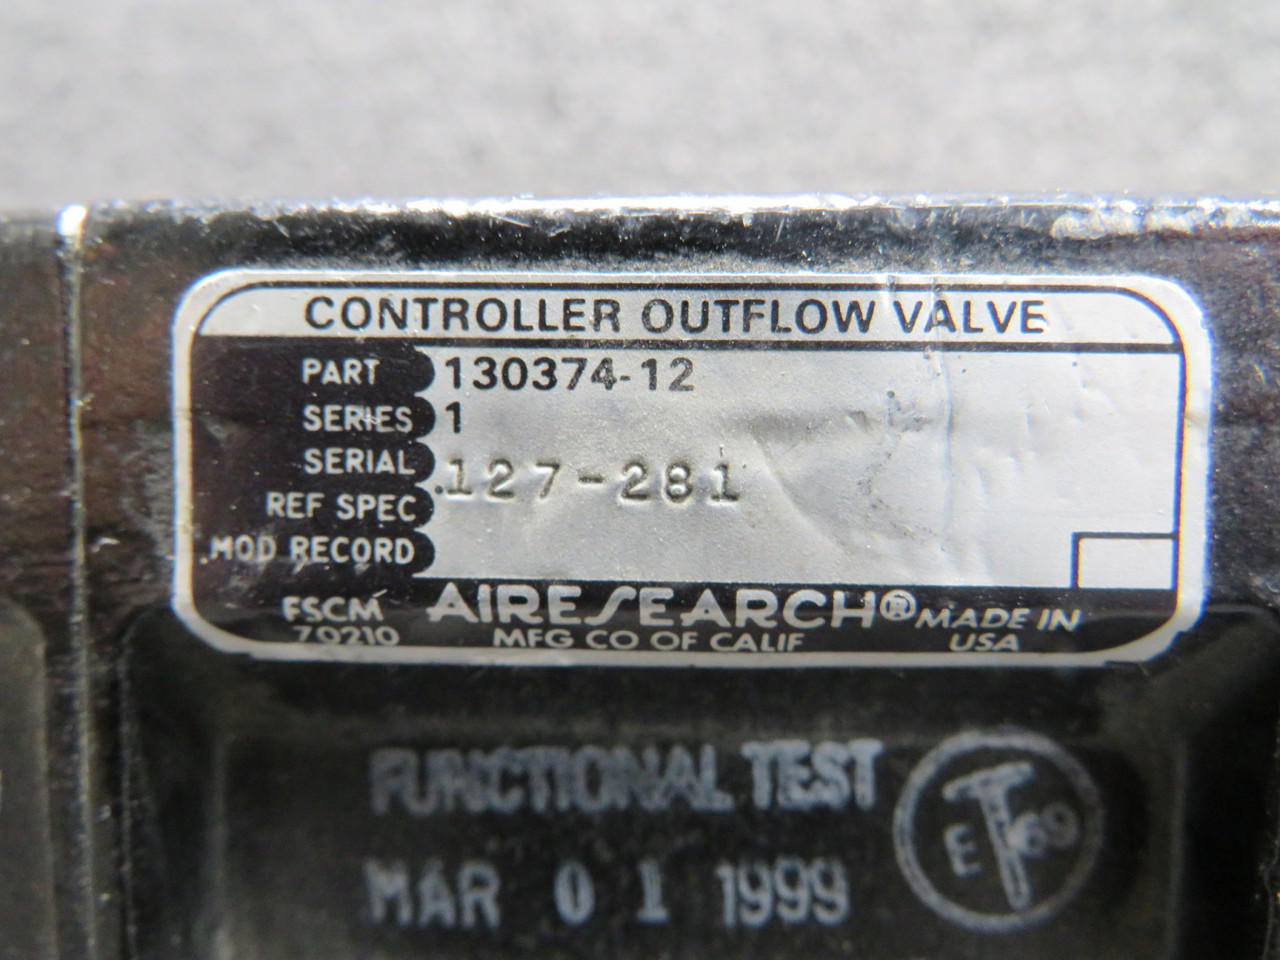 CONTROLLER OUTFLOW VALVE
PART 130374-12
SERIES 1
SERIAL 127-281
REF SPEC
MOD RECORD
FSCM 70210
AIRESEARCH® MADE IN USA
MFG CO OF CALIF
FUNCTIONAL TEST
MAR 01 1999
E T 69